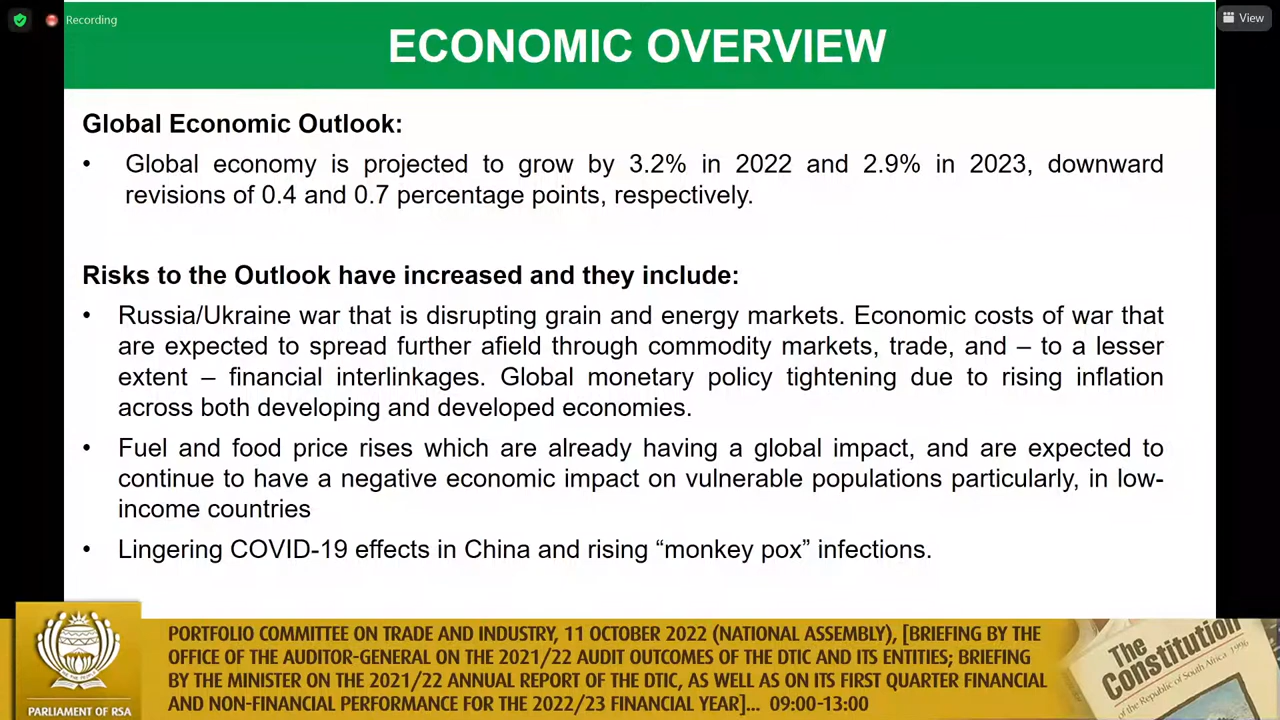 Recording
View
ECONOMIC OVERVIEW
Global Economic Outlook:
• Global economy is projected to grow by 3.2% in 2022 and 2.9% in 2023, downward
revisions of 0.4 and 0.7 percentage points, respectively.
Risks to the Outlook have increased and they include:
• Russia/Ukraine war that is disrupting grain and energy markets. Economic costs of war that
are expected to spread further afield through commodity markets, trade, and – to a lesser
extent – financial interlinkages. Global monetary policy tightening due to rising inflation
across both developing and developed economies.
• Fuel and food price rises which are already having a global impact, and are expected to
continue to have a negative economic impact on vulnerable populations particularly, in low-
income countries
• Lingering COVID-19 effects in China and rising “monkey pox” infections.
PORTFOLIO COMMITTEE ON TRADE AND INDUSTRY, 11 OCTOBER 2022 (NATIONAL ASSEMBLY), [BRIEFING BY THE
OFFICE OF THE AUDITOR-GENERAL ON THE 2021/22 AUDIT OUTCOMES OF THE DTIC AND ITS ENTITIES; BRIEFING
BY THE MINISTER ON THE 2021/22 ANNUAL REPORT OF THE DTIC, AS WELL AS ON ITS FIRST QUARTER FINANCIAL
AND NON-FINANCIAL PERFORMANCE FOR THE 2022/23 FINANCIAL YEAR]... 09:00-13:00
PARLIAMENT OF RSA
The
Constitution
of the Republic of South Africa 1996